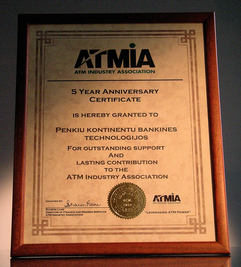 ATMIA
ATM INDUSTRY ASSOCIATION
5 YEAR ANNIVERSARY
CERTIFICATE
IS HEREBY GRANTED TO
PENKIU KONTINENTU BANKINES
TECHNOLOGIJOS
FOR OUTSTANDING SUPPORT
AND
LASTING CONTRIBUTION
TO THE
ATM INDUSTRY ASSOCIATION
ATMIA